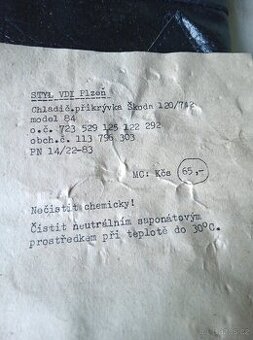 STYL VDI Plzeň
Chladič.přikrývka Škoda 120/742
model 84
o.č. 723 529 125 122 292
obch.č. 113 796 303
PN 14/22-83
MC: Kčs 65,-
Nečistit chemicky!
Čistit neutrálním saponátovým
prostředkem při teplotě do 30°C.